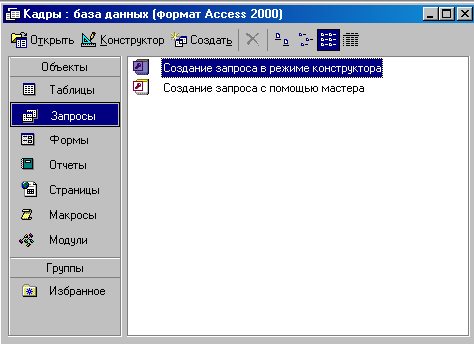 Кадры : база данных (формат Access 2000)
Открыть Конструктор Создать
Объекты
Таблицы
Запросы
Формы
Отчеты
Страницы
Макросы
Модули
Группы
Избранное
Создание запроса в режиме конструктора
Создание запроса с помощью мастера